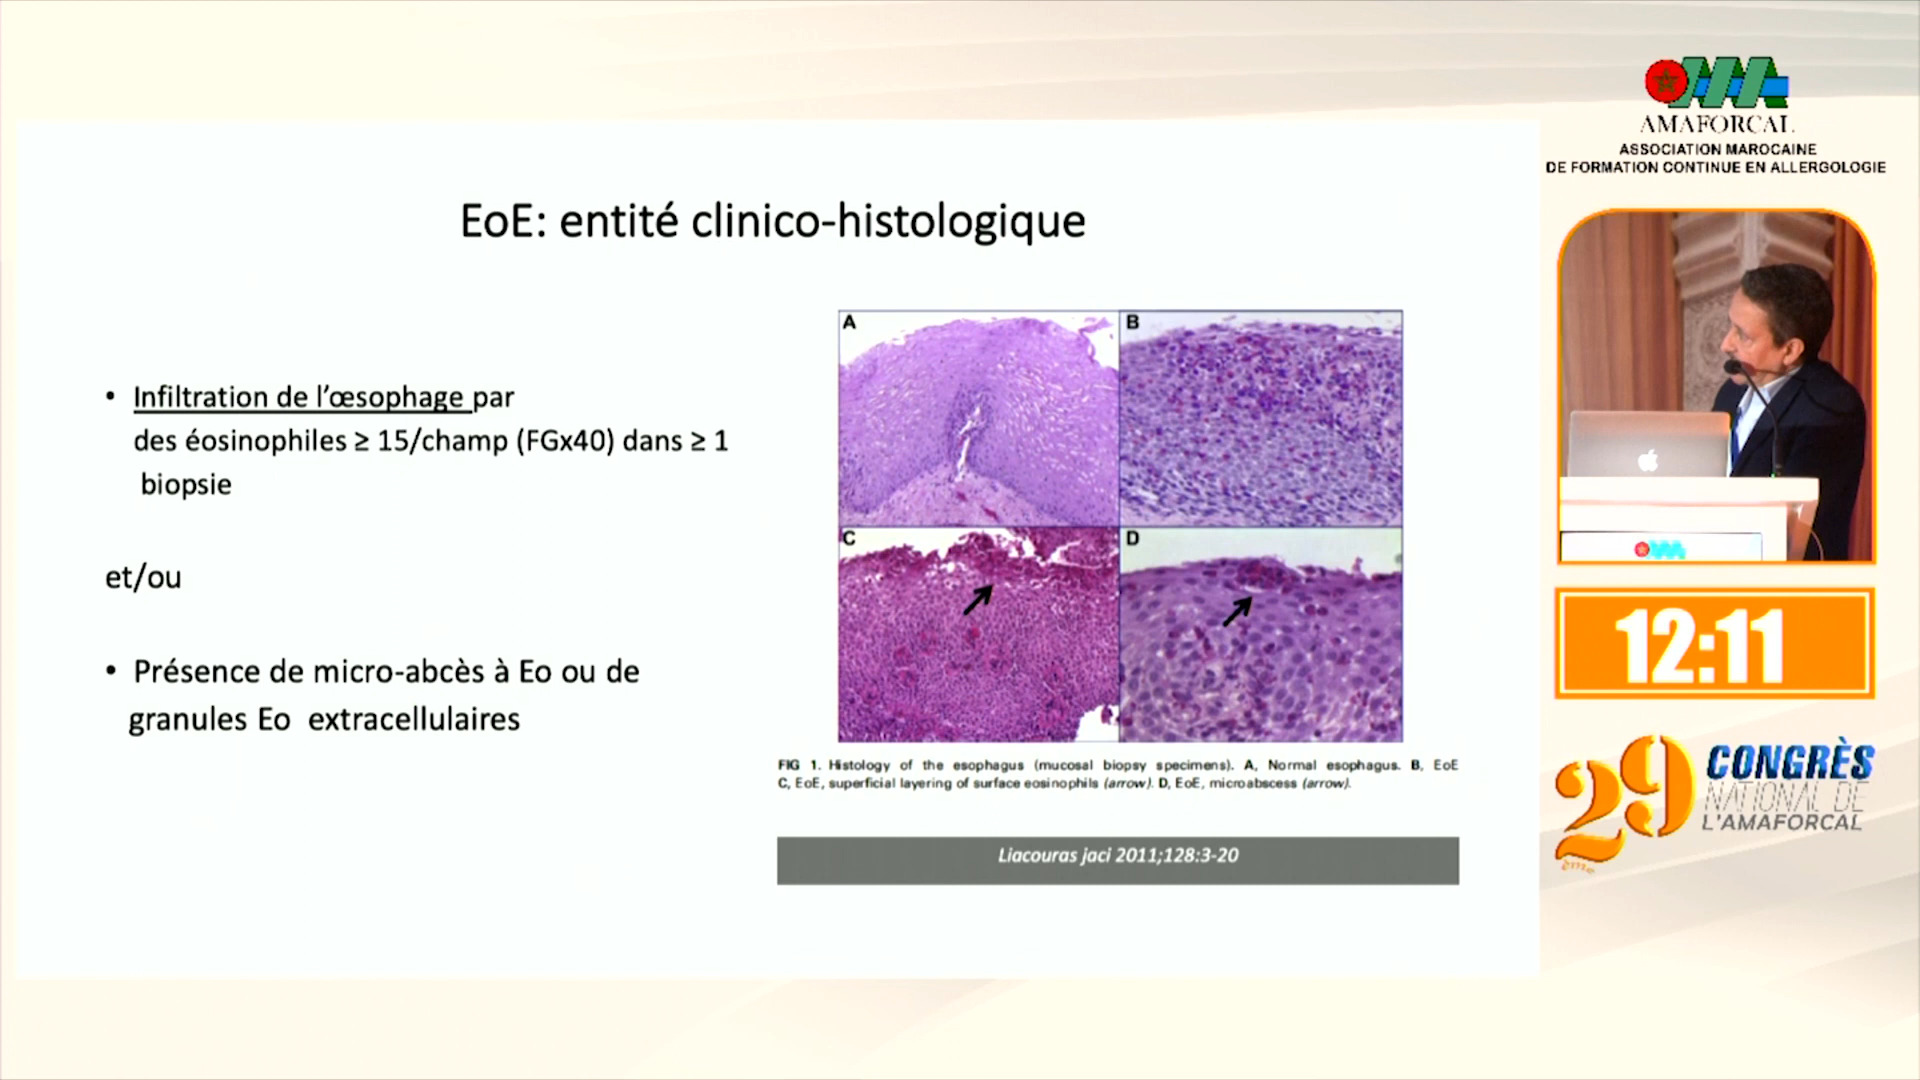 EoE: entité clinico-histologique
• Infiltration de l'œsophage par
des éosinophiles ≥ 15/champ (FGx40) dans ≥ 1
biopsie
et/ou
• Présence de micro-abcès à Eo ou de
granules Eo extracellulaires
A
B
C
D
FIG 1. Histology of the esophagus (mucosal biopsy specimens). A, Normal esophagus. B, EoE
C, EoE, superficial layering of surface eosinophils (arrow). D, EoE, microabscess (arrow).
Liacouras jaci 2011;128:3-20
AMAFORCAL
ASSOCIATION MAROCAINE
DE FORMATION CONTINUE EN ALLERGOLOGIE
12:11
29
ème
CONGRÈS
NATIONAL DE
L'AMAFORCAL